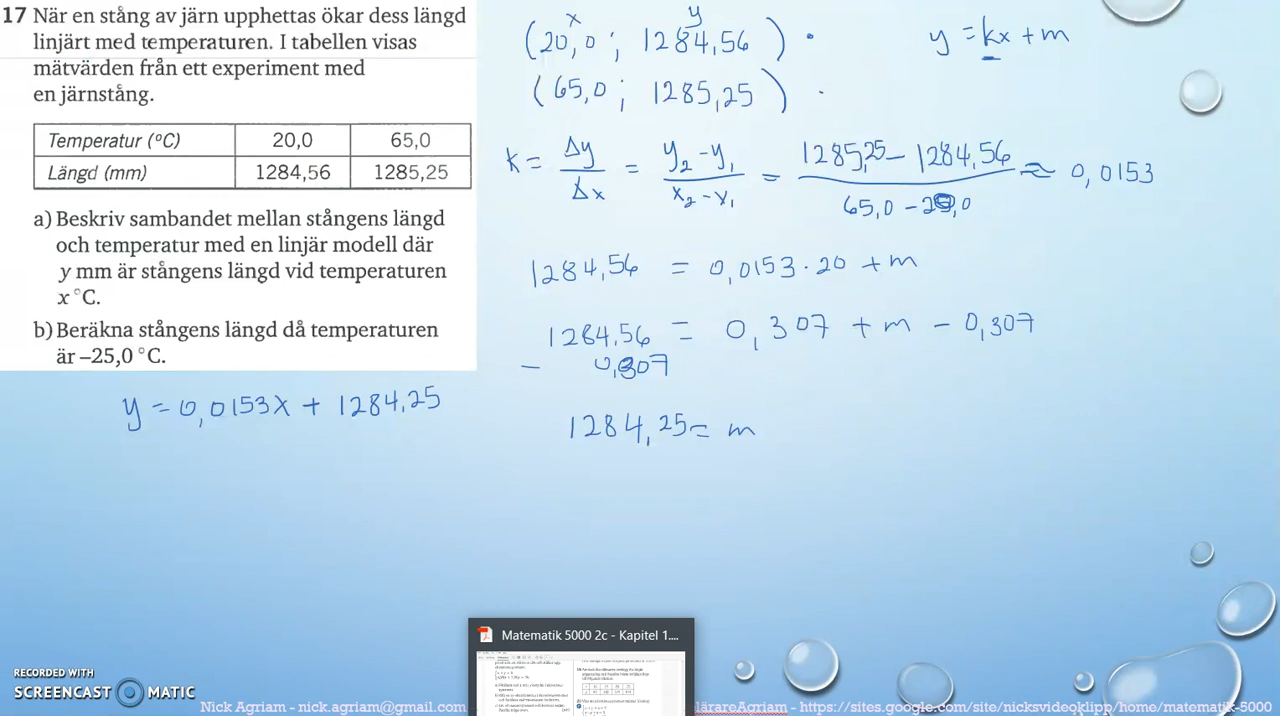 17 När en stång av järn upphettas ökar dess längd
linjärt med temperaturen. I tabellen visas
mätvärden från ett experiment med
en järnstång.
Temperatur (°C) 20,0 65,0
Längd (mm) 1284,56 1285,25
a) Beskriv sambandet mellan stångens längd
och temperatur med en linjär modell där
y mm är stångens längd vid temperaturen
x °C.
b) Beräkna stångens längd då temperaturen
är –25,0 °C.
y = 0,0153x + 1284,25
x y
(20,0 ; 1284,56)
(65,0 ; 1285,25)
y = kx + m
k = Δy/Δx = (y₂ - y₁)/(x₂ - x₁) = (1285,25 - 1284,56)/(65,0 - 20,0) ≈ 0,0153
1284,56 = 0,0153 · 20 + m
1284,56 = 0,307 + m - 0,307
- 0,307
1284,25 = m
Matematik 5000 2c - Kapitel 1....
RECORDED WITH
SCREENCAST MATIC
Nick Agriam - nick.agriam@gmail.com
lärareAgriam - https://sites.google.com/site/nickvideoklipp/home/matematik-5000